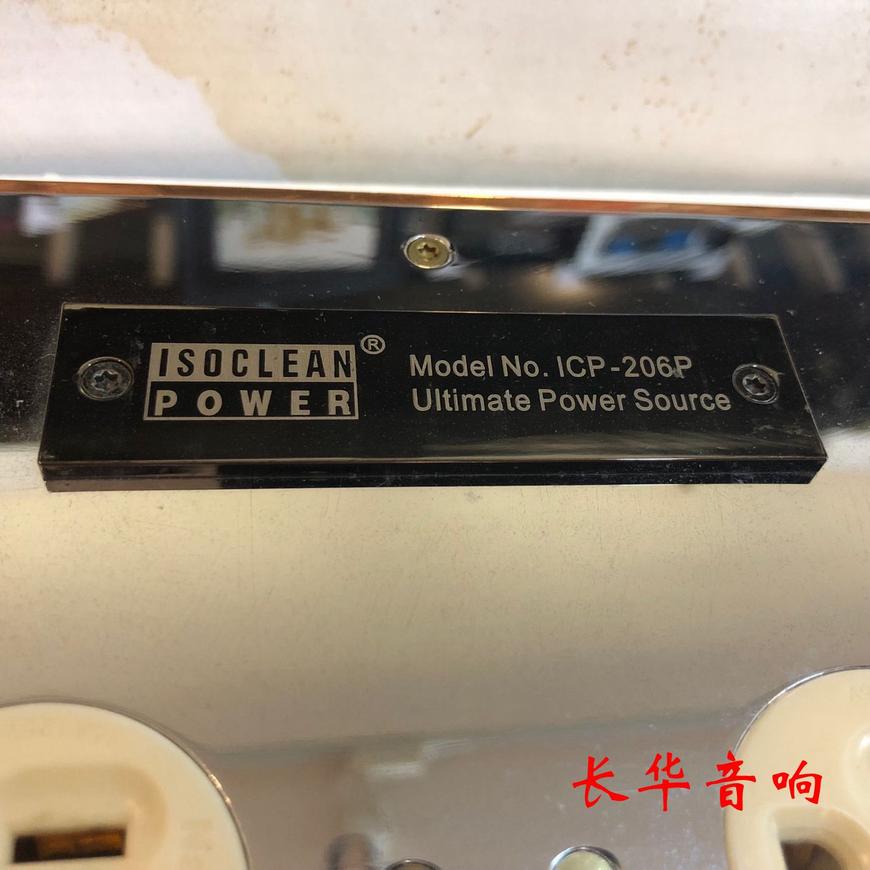 ISOCLEAN®
POWER
Model No. ICP-206P
Ultimate Power Source
长华音响